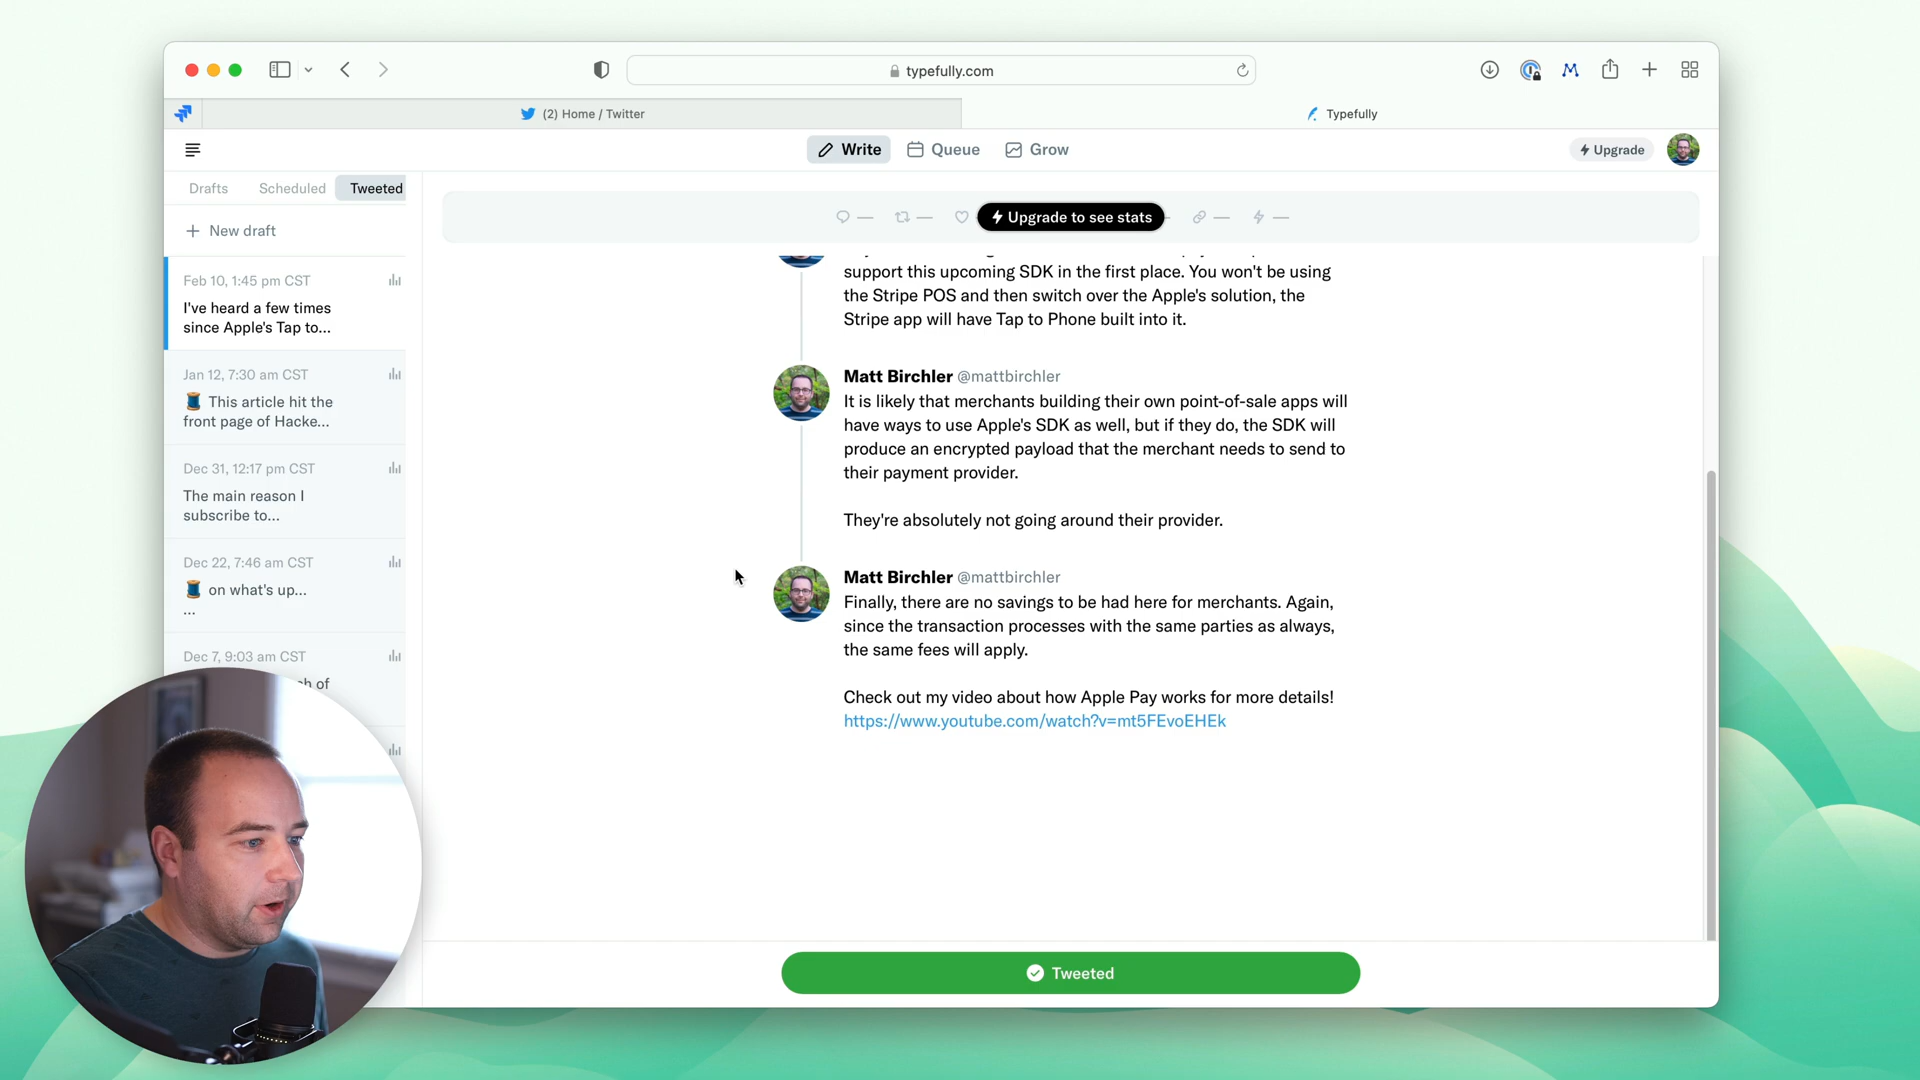 typefully.com
(2) Home / Twitter
Typefully
Write
Queue
Grow
Upgrade
Drafts
Scheduled
Tweeted
New draft
Upgrade to see stats
Feb 10, 1:45 pm CST
I've heard a few times
since Apple's Tap to...
Jan 12, 7:30 am CST
🧵 This article hit the
front page of Hacke...
Dec 31, 12:17 pm CST
The main reason I
subscribe to...
Dec 22, 7:46 am CST
🧵 on what's up...
...
Dec 7, 9:03 am CST
of
support this upcoming SDK in the first place. You won't be using
the Stripe POS and then switch over the Apple's solution, the
Stripe app will have Tap to Phone built into it.
Matt Birchler @mattbirchler
It is likely that merchants building their own point-of-sale apps will
have ways to use Apple's SDK as well, but if they do, the SDK will
produce an encrypted payload that the merchant needs to send to
their payment provider.
They're absolutely not going around their provider.
Matt Birchler @mattbirchler
Finally, there are no savings to be had here for merchants. Again,
since the transaction processes with the same parties as always,
the same fees will apply.
Check out my video about how Apple Pay works for more details!
https://www.youtube.com/watch?v=mt5FEvoEHEk
Tweeted